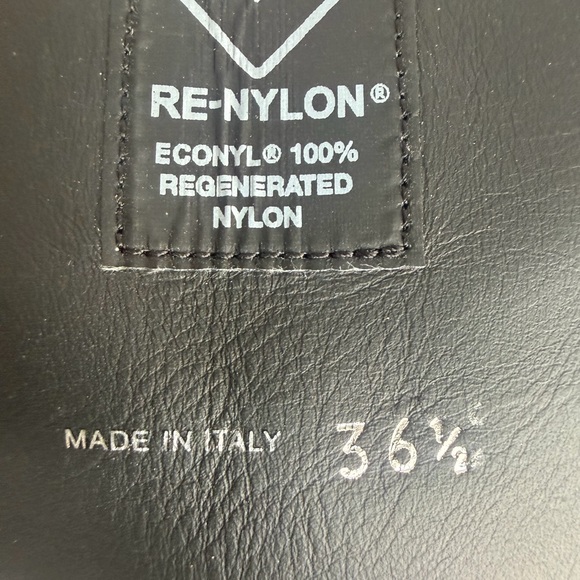 RE-NYLON®
ECONYL® 100%
REGENERATED
NYLON
MADE IN ITALY 36½